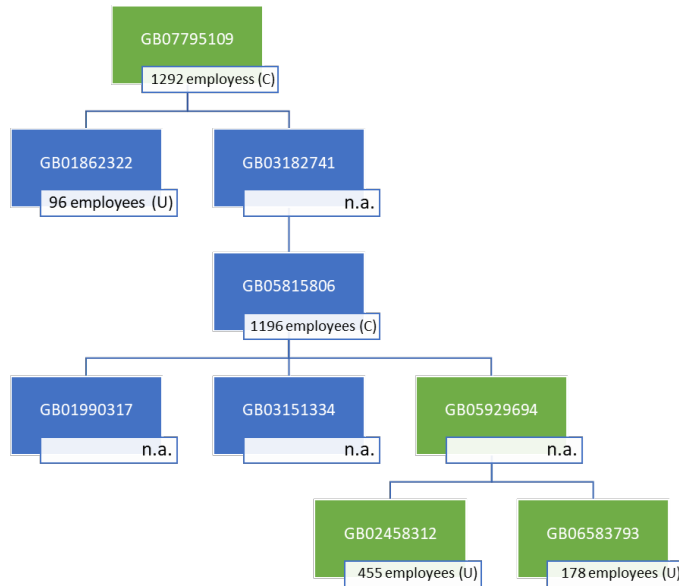 GB07795109
1292 employess (C)
GB01862322
GB03182741
96 employees (U)
n.a.
GB05815806
1196 employees (C)
GB01990317
GB03151334
GB05929694
n.a.
n.a.
n.a.
GB02458312
GB06583793
455 employees (U)
178 employees (U)